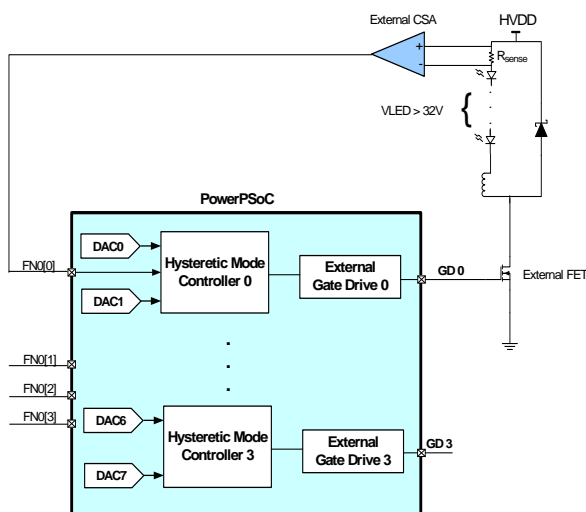 External CSA
HVDD
+
-
Rsense
VLED > 32V
{
PowerPSoC
DAC0
FN0[0]
Hysteretic Mode
Controller 0
External
Gate Drive 0
GD 0
External FET
DAC1
FN0[1]
FN0[2]
FN0[3]
DAC6
Hysteretic Mode
Controller 3
External
Gate Drive 3
GD 3
DAC7